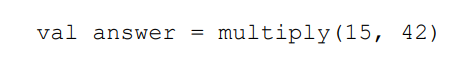 val answer = multiply(15, 42)